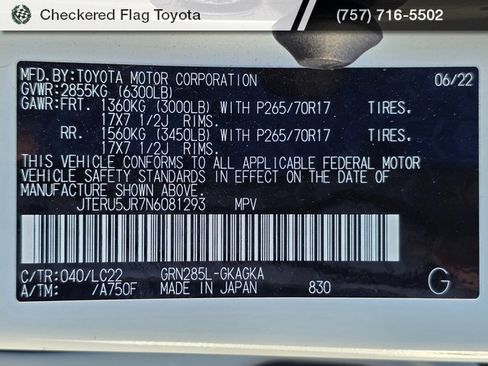 Checkered Flag Toyota (757) 716-5502
MFD.BY:TOYOTA MOTOR CORPORATION 06/22
GVWR:2855KG (6300LB)
GAWR:FRT. 1360KG (3000LB) WITH P265/70R17 TIRES.
17X7 1/2J RIMS.
RR. 1560KG (3450LB) WITH P265/70R17 TIRES.
17X7 1/2J RIMS.
THIS VEHICLE CONFORMS TO ALL APPLICABLE FEDERAL MOTOR
VEHICLE SAFETY STANDARDS IN EFFECT ON THE DATE OF
MANUFACTURE SHOWN ABOVE.
JTERU5JR7N6081293 MPV
C/TR:040/LC22 GRN285L-GKAGKA
A/TM: /A750F MADE IN JAPAN 830 G